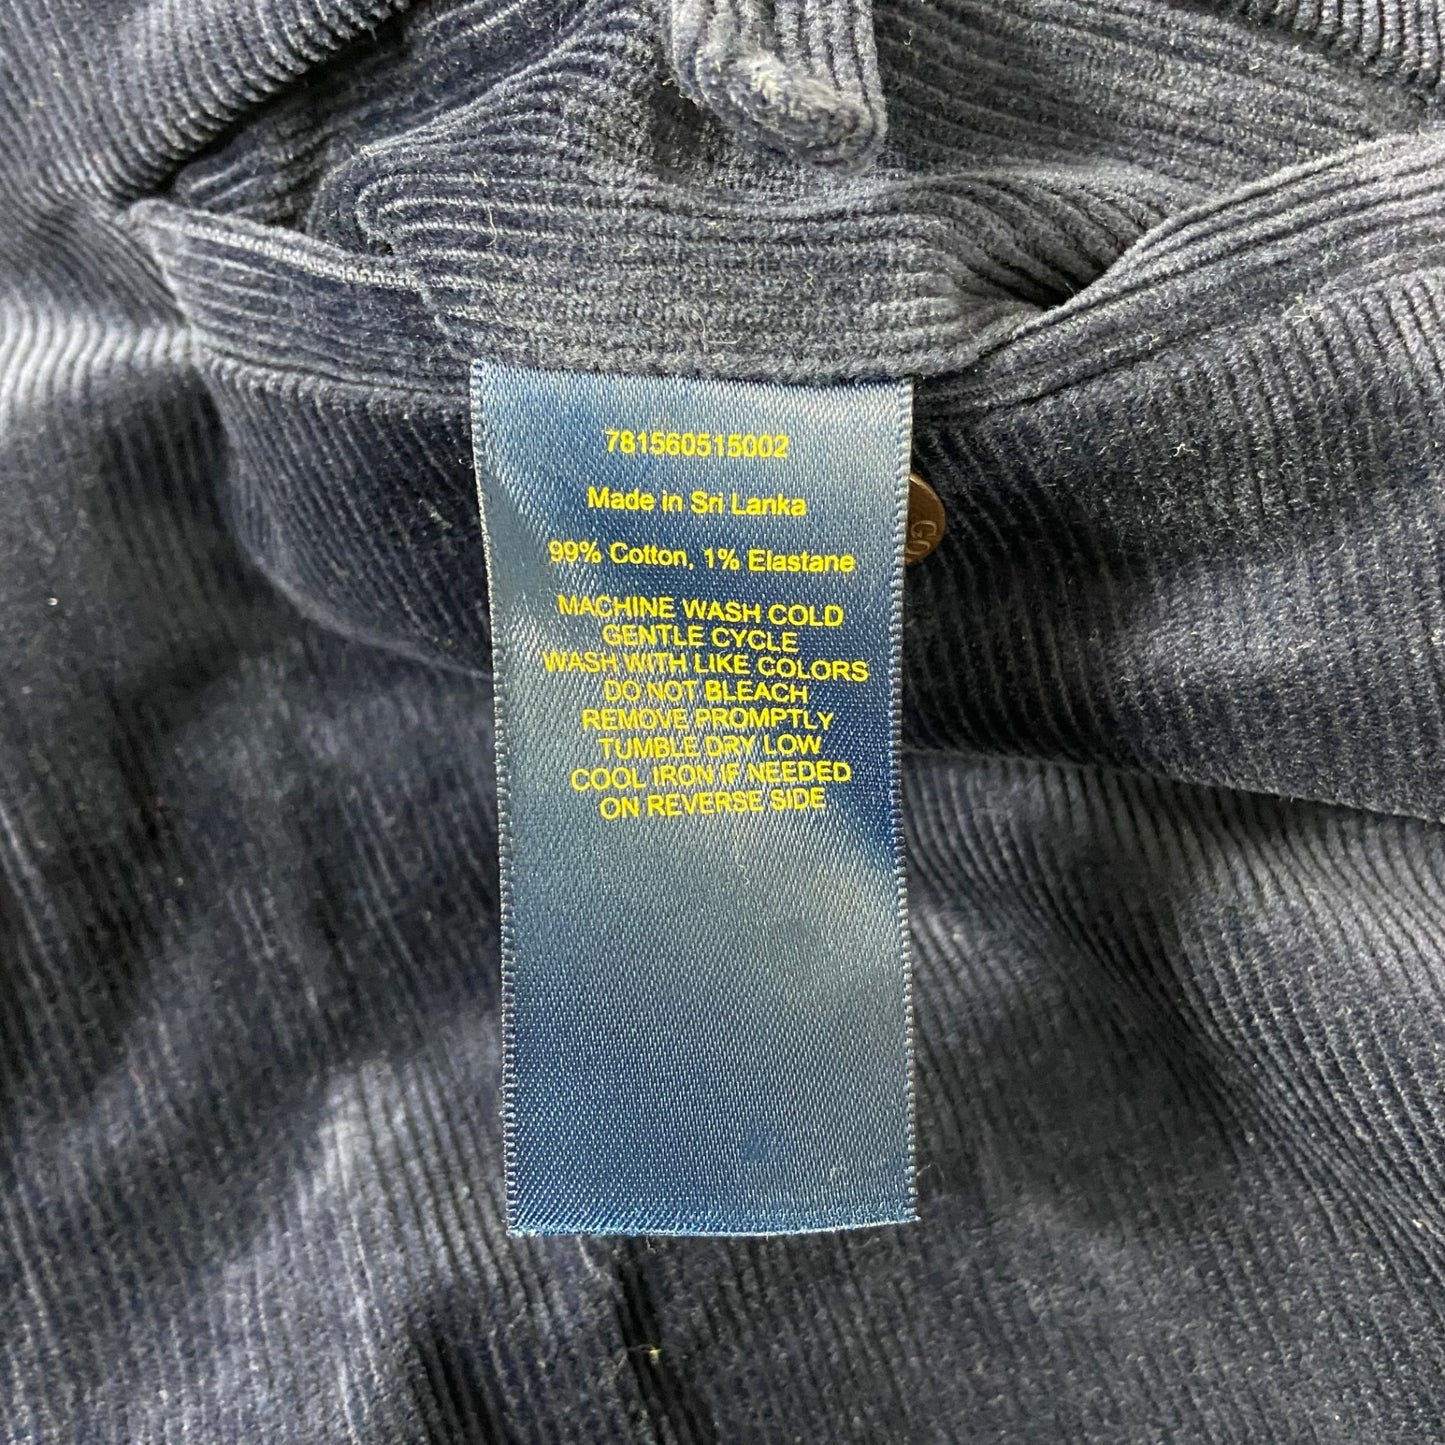 781560515002
Made in Sri Lanka
99% Cotton, 1% Elastane
MACHINE WASH COLD
GENTLE CYCLE
WASH WITH LIKE COLORS
DO NOT BLEACH
REMOVE PROMPTLY
TUMBLE DRY LOW
COOL IRON IF NEEDED
ON REVERSE SIDE